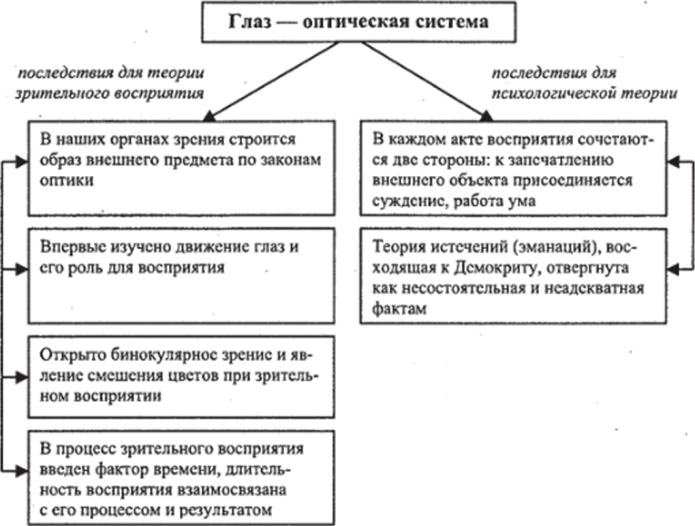 Глаз — оптическая система
последствия для теории
зрительного восприятия
последствия для
психологической теории
В наших органах зрения строится
образ внешнего предмета по законам
оптики
Впервые изучено движение глаз и
его роль для восприятия
Открыто бинокулярное зрение и яв-
ление смешения цветов при зритель-
ном восприятии
В процесс зрительного восприятия
введен фактор времени, длитель-
ность восприятия взаимосвязана
с его процессом и результатом
В каждом акте восприятия сочетают-
ся две стороны: к запечатлению
внешнего объекта присоединяется
суждение, работа ума
Теория истечений (эманаций), вос-
ходящая к Демокриту, отвергнута
как несостоятельная и неадекватная
фактам